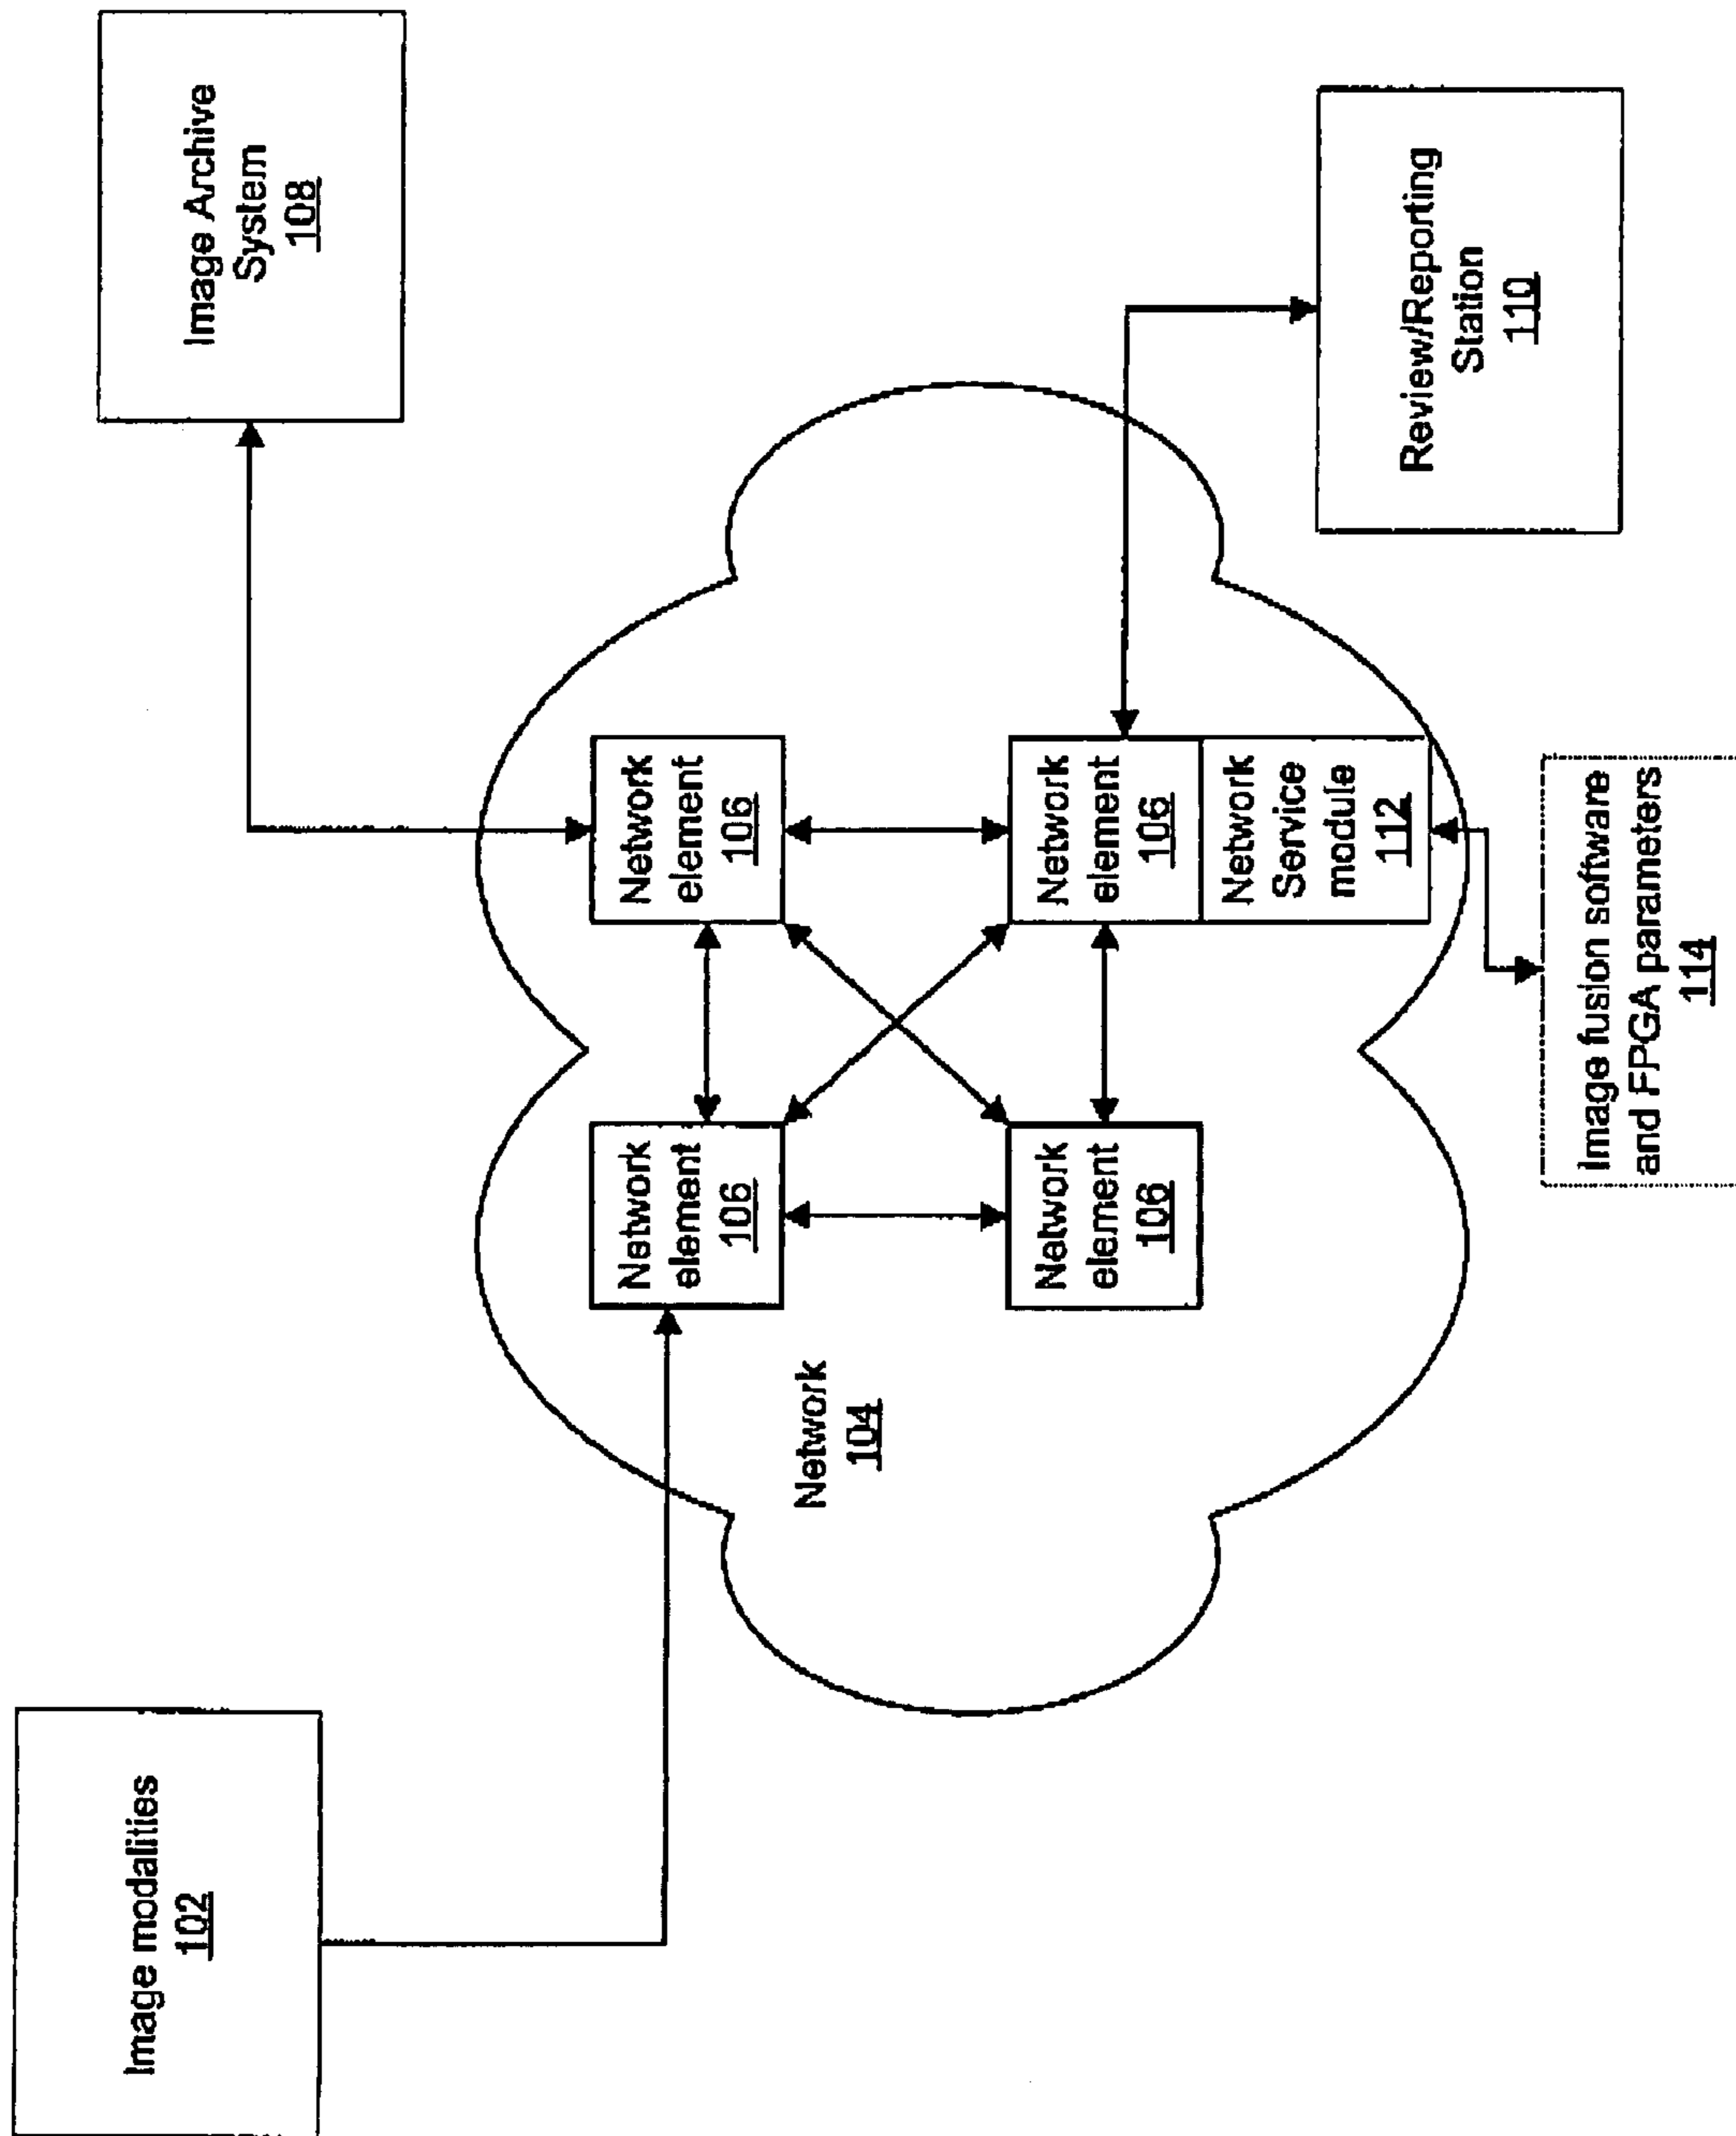 Image modalities
102
Image Archive
System
108
Network
104
Network
element
106
Network
element
106
Network
element
106
Network
element
106
Network
Service
module
112
Review/Reporting
Station
110
Image fusion software
and FPGA parameters
114